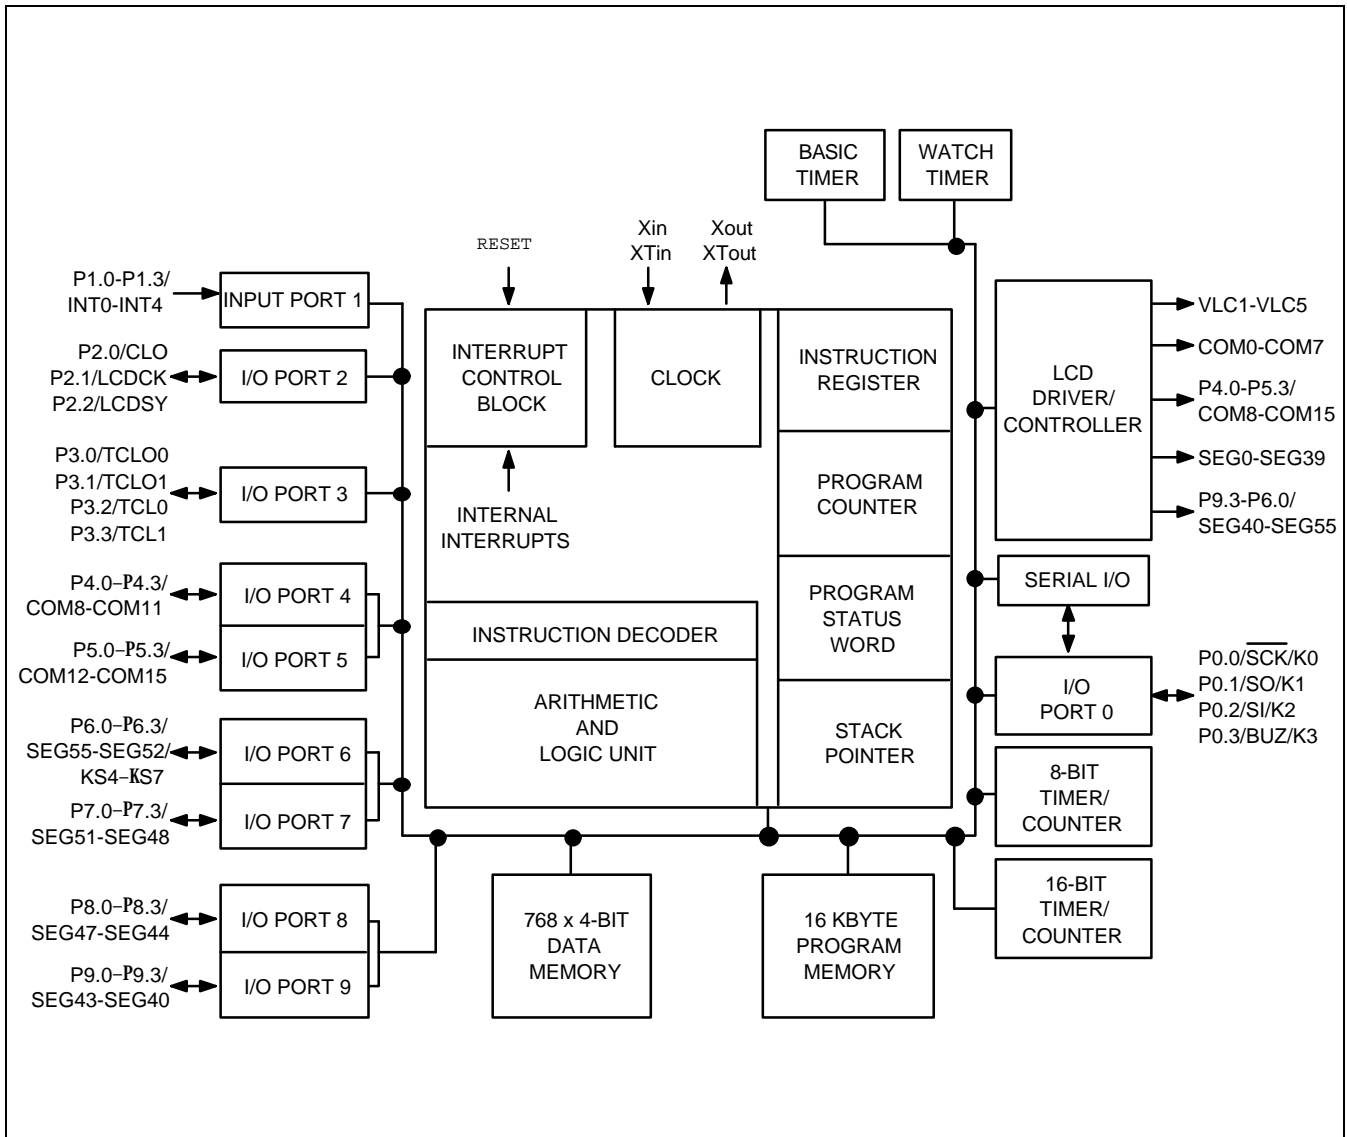 BASIC
TIMER
WATCH
TIMER
RESET
Xin
XTin
Xout
XTout
P1.0-P1.3/
INT0-INT4
INPUT PORT 1
P2.0/CLO
P2.1/LCDCK
P2.2/LCDSY
I/O PORT 2
P3.0/TCLO0
P3.1/TCLO1
P3.2/TCL0
P3.3/TCL1
I/O PORT 3
P4.0–P4.3/
COM8-COM11
I/O PORT 4
P5.0–P5.3/
COM12-COM15
I/O PORT 5
P6.0–P6.3/
SEG55-SEG52/
KS4–KS7
I/O PORT 6
P7.0–P7.3/
SEG51-SEG48
I/O PORT 7
P8.0–P8.3/
SEG47-SEG44
I/O PORT 8
P9.0–P9.3/
SEG43-SEG40
I/O PORT 9
INTERRUPT
CONTROL
BLOCK
CLOCK
INTERNAL
INTERRUPTS
INSTRUCTION DECODER
ARITHMETIC
AND
LOGIC UNIT
INSTRUCTION
REGISTER
PROGRAM
COUNTER
PROGRAM
STATUS
WORD
STACK
POINTER
768 x 4-BIT
DATA
MEMORY
16 KBYTE
PROGRAM
MEMORY
LCD
DRIVER/
CONTROLLER
VLC1-VLC5
COM0-COM7
P4.0-P5.3/
COM8-COM15
SEG0-SEG39
P9.3-P6.0/
SEG40-SEG55
SERIAL I/O
I/O
PORT 0
P0.0/SCK/K0
P0.1/SO/K1
P0.2/SI/K2
P0.3/BUZ/K3
8-BIT
TIMER/
COUNTER
16-BIT
TIMER/
COUNTER